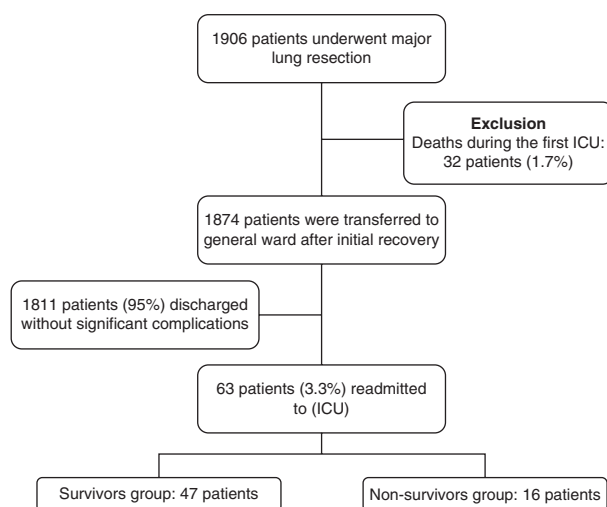 1906 patients underwent major
lung resection
Exclusion
Deaths during the first ICU:
32 patients (1.7%)
1874 patients were transferred to
general ward after initial recovery
1811 patients (95%) discharged
without significant complications
63 patients (3.3%) readmitted
to (ICU)
Survivors group: 47 patients
Non-survivors group: 16 patients